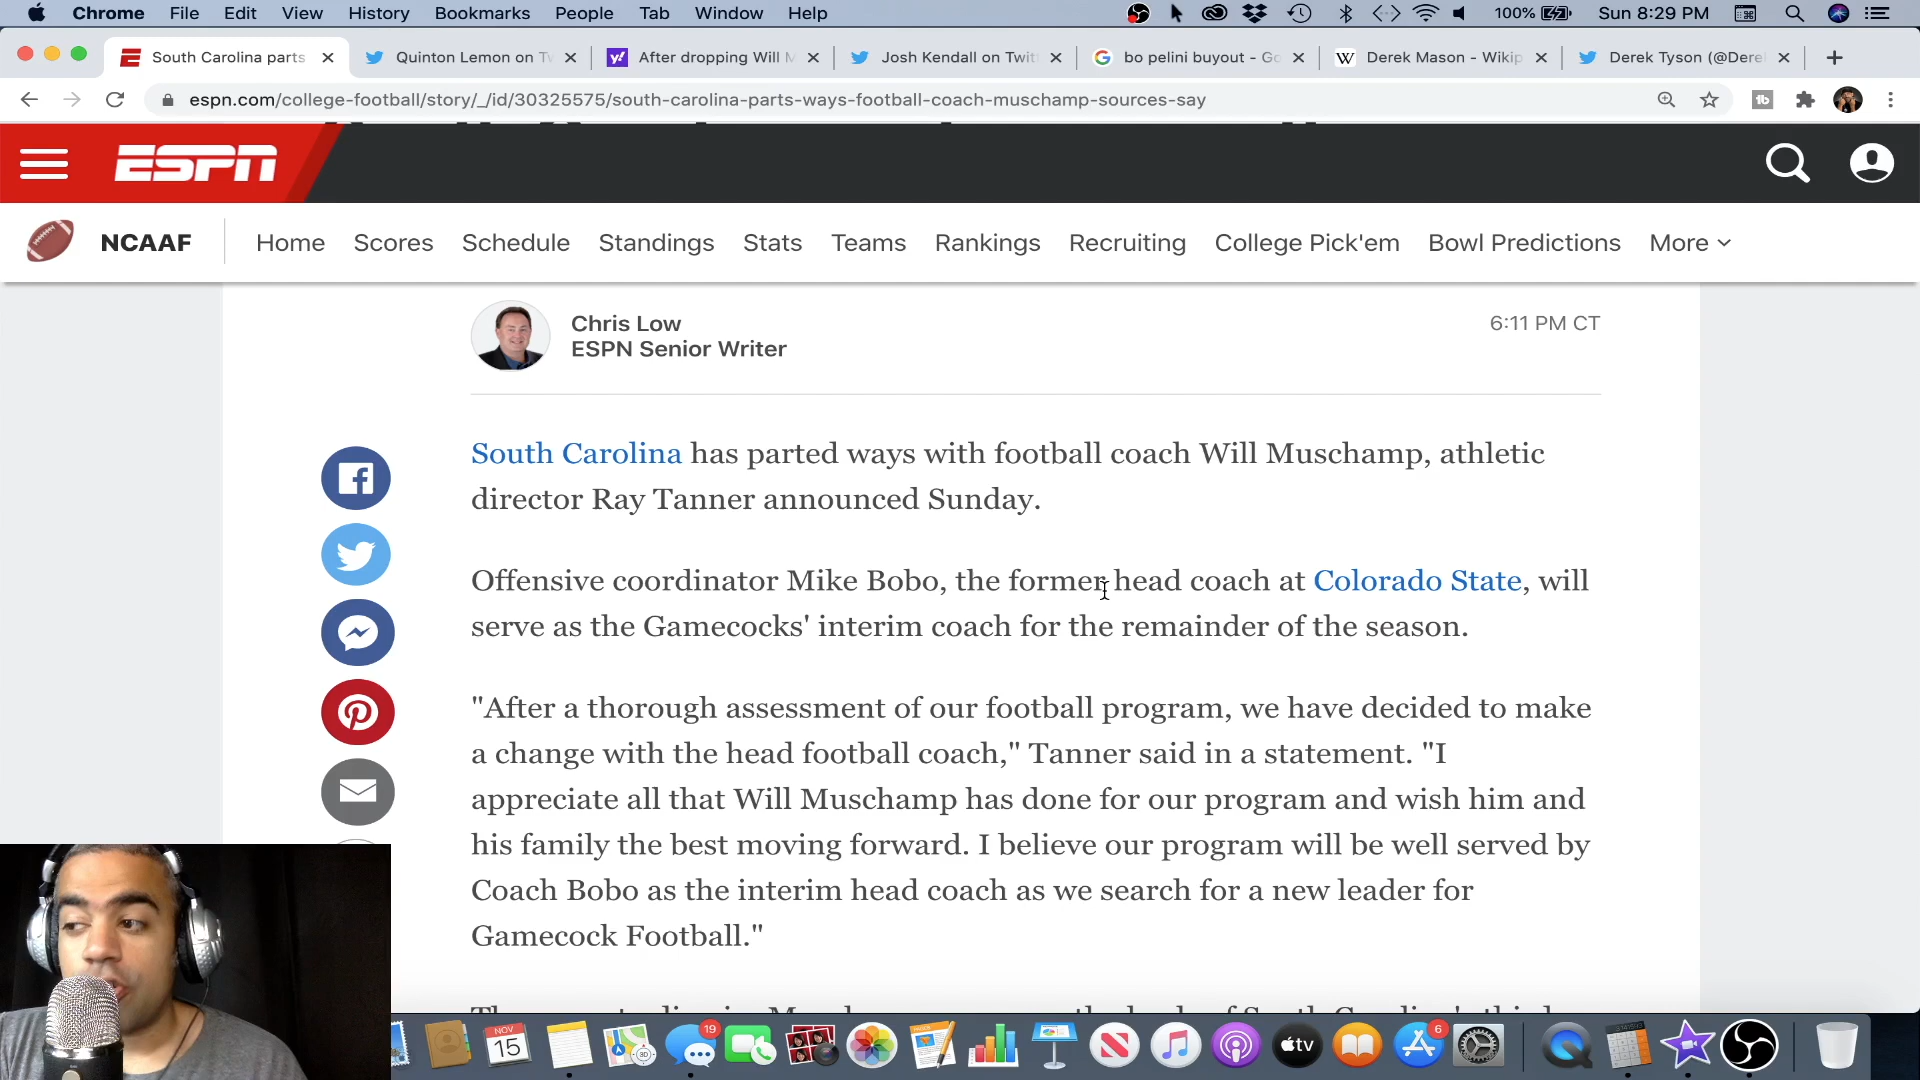 Chrome File Edit View History Bookmarks People Tab Window Help 100% Sun 8:29 PM
South Carolina parts Quinton Lemon on Tw After dropping Will M Josh Kendall on Twitt bo pelini buyout - Go Derek Mason - Wikip Derek Tyson (@Dere
espn.com/college-football/story/_/id/30325575/south-carolina-parts-ways-football-coach-muschamp-sources-say
ESPN
NCAAF Home Scores Schedule Standings Stats Teams Rankings Recruiting College Pick'em Bowl Predictions More
Chris Low 6:11 PM CT
ESPN Senior Writer
South Carolina has parted ways with football coach Will Muschamp, athletic
director Ray Tanner announced Sunday.
Offensive coordinator Mike Bobo, the former head coach at Colorado State, will
serve as the Gamecocks' interim coach for the remainder of the season.
"After a thorough assessment of our football program, we have decided to make
a change with the head football coach," Tanner said in a statement. "I
appreciate all that Will Muschamp has done for our program and wish him and
his family the best moving forward. I believe our program will be well served by
Coach Bobo as the interim head coach as we search for a new leader for
Gamecock Football."
NOV
15
19
tv
6